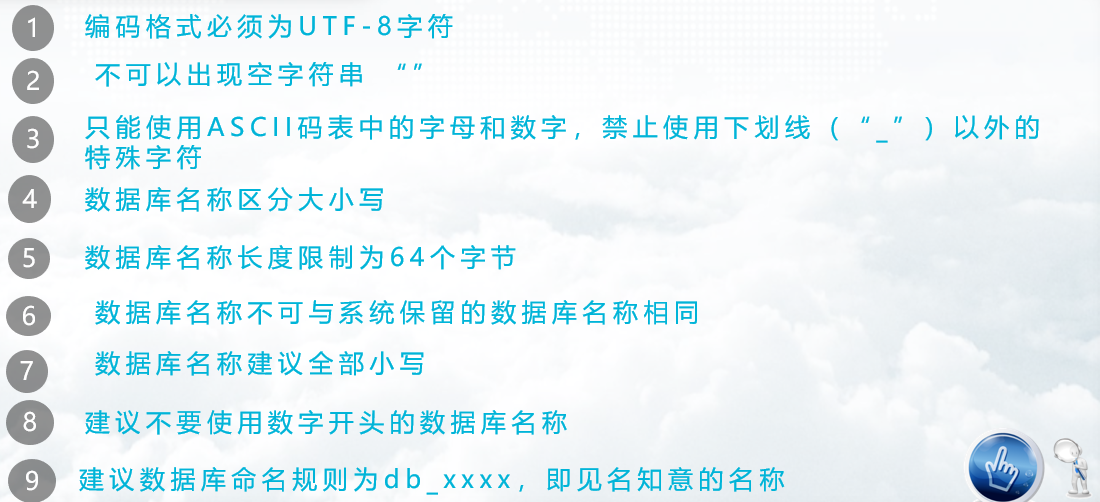 1 编码格式必须为UTF-8字符
2 不可以出现空字符串 “”
3 只能使用ASCII码表中的字母和数字，禁止使用下划线（“_”）以外的
特殊字符
4 数据库名称区分大小写
5 数据库名称长度限制为64个字节
6 数据库名称不可与系统保留的数据库名称相同
7 数据库名称建议全部小写
8 建议不要使用数字开头的数据库名称
9 建议数据库命名规则为db_xxxx，即见名知意的名称